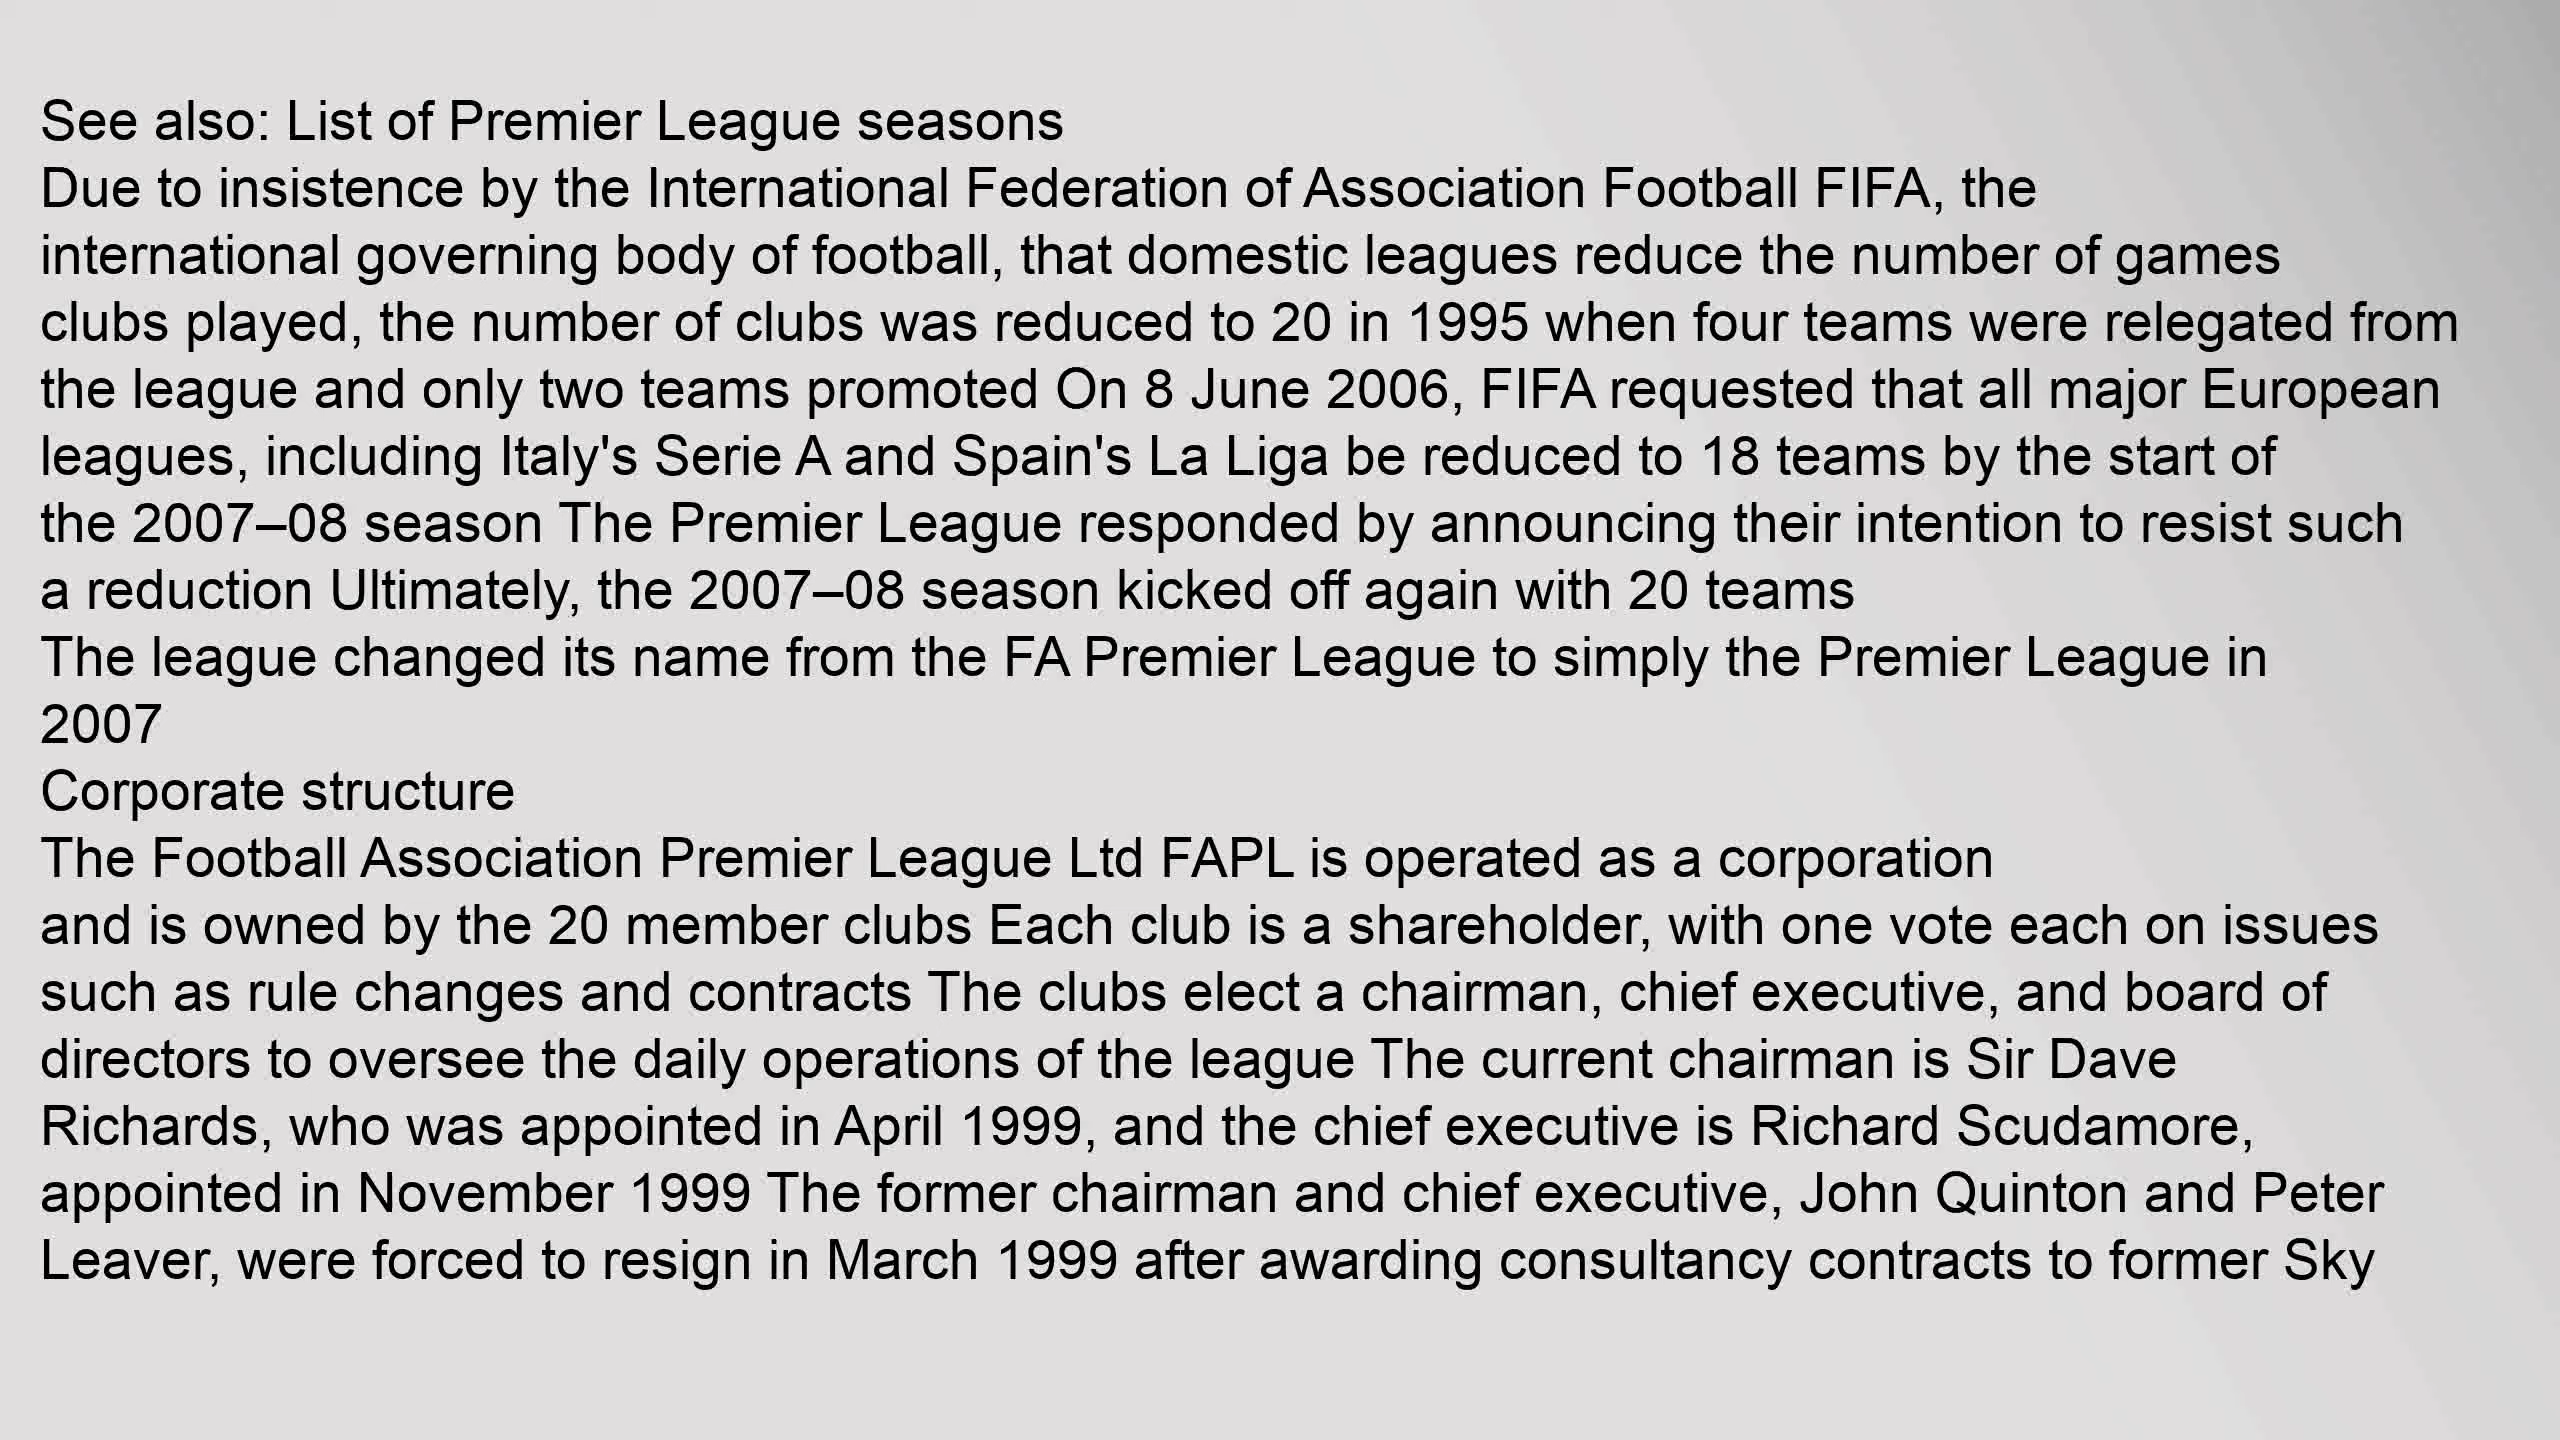 See also: List of Premier League seasons
Due to insistence by the International Federation of Association Football FIFA, the
international governing body of football, that domestic leagues reduce the number of games
clubs played, the number of clubs was reduced to 20 in 1995 when four teams were relegated from
the league and only two teams promoted On 8 June 2006, FIFA requested that all major European
leagues, including Italy's Serie A and Spain's La Liga be reduced to 18 teams by the start of
the 2007–08 season The Premier League responded by announcing their intention to resist such
a reduction Ultimately, the 2007–08 season kicked off again with 20 teams
The league changed its name from the FA Premier League to simply the Premier League in
2007
Corporate structure
The Football Association Premier League Ltd FAPL is operated as a corporation
and is owned by the 20 member clubs Each club is a shareholder, with one vote each on issues
such as rule changes and contracts The clubs elect a chairman, chief executive, and board of
directors to oversee the daily operations of the league The current chairman is Sir Dave
Richards, who was appointed in April 1999, and the chief executive is Richard Scudamore,
appointed in November 1999 The former chairman and chief executive, John Quinton and Peter
Leaver, were forced to resign in March 1999 after awarding consultancy contracts to former Sky